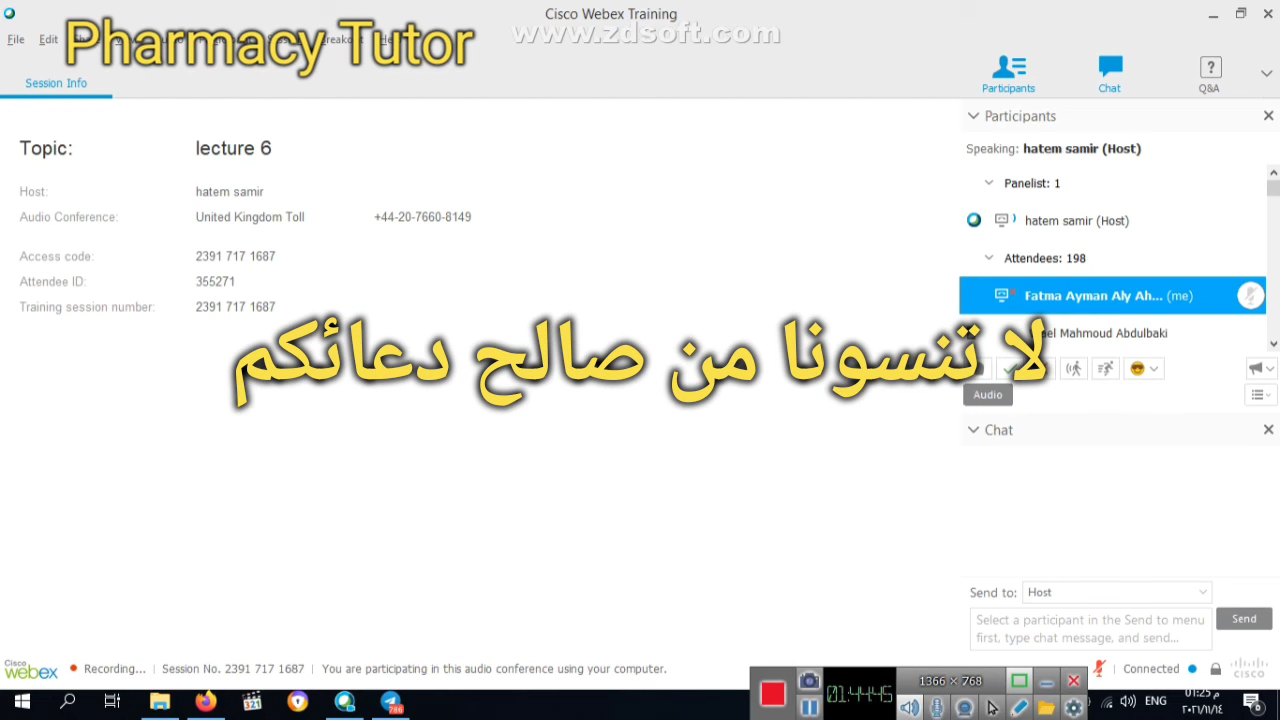 Cisco Webex Training
Pharmacy Tutor
www.zdsoft.com
File Edit
Session Info
Participants Chat Q&A
Participants
Speaking: hatem samir (Host)
Panelist: 1
hatem samir (Host)
Attendees: 198
Fatma Ayman Aly Ah... (me)
Mahmoud Abdulbaki
Audio
Topic: lecture 6
Host: hatem samir
Audio Conference: United Kingdom Toll +44-20-7660-8149
Access code: 2391 717 1687
Attendee ID: 355271
Training session number: 2391 717 1687
لا تنسونا من صالح دعائكم
Chat
Send to: Host
Select a participant in the Send to menu
first, type chat message, and send...
Send
Cisco webex Recording... Session No. 2391 717 1687 You are participating in this audio conference using your computer.
Connected
cisco
1366 × 768
01:44:45
321
786
ENG
٠١:٢٥ م